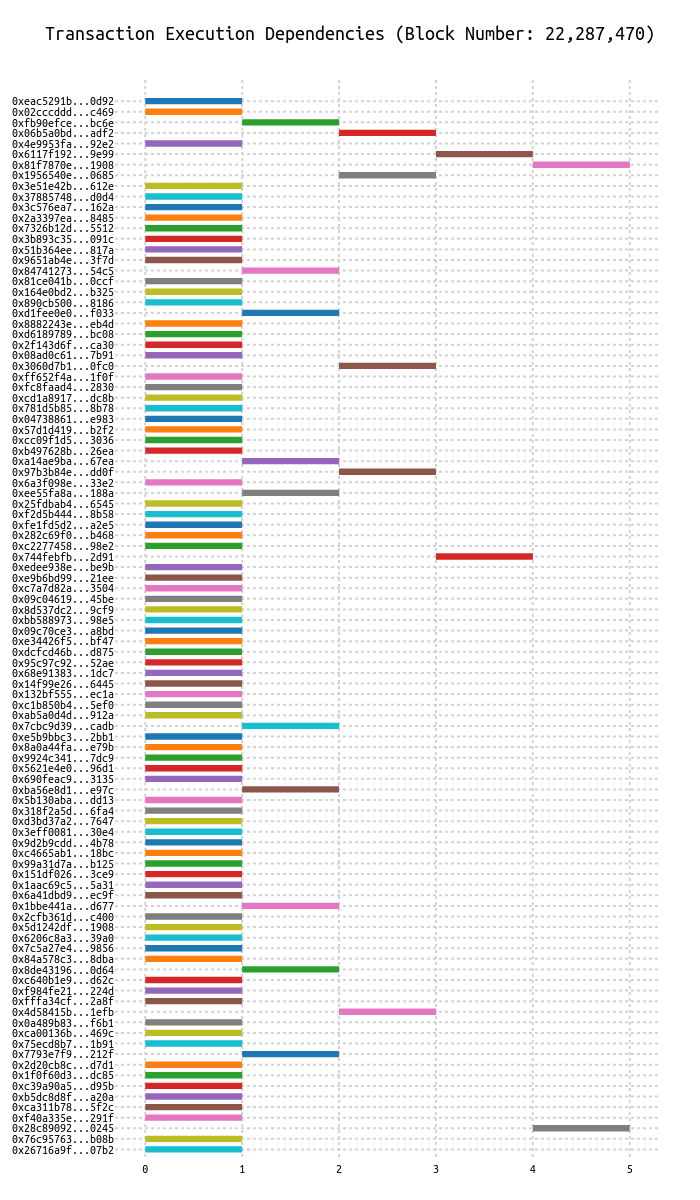 Transaction Execution Dependencies (Block Number: 22,287,470)
0xeac5291b...0d92
0x02cccddd...c469
0xfb90efce...bc6e
0x06b5a0bd...adf2
0x4e9953fa...92e2
0x6117f192...9e99
0x81f7870e...1908
0x1956540e...0685
0x3e51e42b...612e
0x37885748...d0d4
0x3c576ea7...162a
0x2a3397ea...8485
0x7326b12d...5512
0x3b893c35...091c
0x51b364ee...817a
0x9651ab4e...3f7d
0x84741273...54c5
0x81ce041b...0ccf
0x164e0bd2...b325
0x890cb500...8186
0xd1fee0e0...f033
0x8882243e...eb4d
0xd6189789...bc08
0x2f143d6f...ca30
0x08ad0c61...7b91
0x3060d7b1...0fc0
0xff652f4a...1f0f
0xfc8faad4...2830
0xcd1a8917...dc8b
0x781d5b85...8b78
0x04738861...e983
0x57d1d419...b2f2
0xcc09f1d5...3036
0xb497628b...26ea
0xa14ae9ba...67ea
0x97b3b84e...dd0f
0x6a3f098e...33e2
0xee55fa8a...188a
0x25fdbab4...6545
0xf2d5b444...8b58
0xfe1fd5d2...a2e5
0x282c69f0...b468
0xc2277458...98e2
0x744febfb...2d91
0xedee938e...be9b
0xe9b6bd99...21ee
0xc7a7d82a...3504
0x09c04619...45be
0x8d537dc2...9cf9
0xbb588973...98e5
0x09c70ce3...a8bd
0xe34426f5...bf47
0xdcfcd46b...d875
0x95c97c92...52ae
0x68e91383...1dc7
0x14f99e26...6445
0x132bf555...ec1a
0xc1b850b4...5ef0
0xab5a0d4d...912a
0x7cbc9d39...cadb
0xe5b9bbc3...2bb1
0x8a0a44fa...e79b
0x9924c341...7dc9
0x5621e4e0...96d1
0x690feac9...3135
0xba56e8d1...e97c
0x5b130aba...dd13
0x318f2a5d...6fa4
0xd3bd37a2...7647
0x3eff0081...30e4
0x9d2b9cdd...4b78
0xc4665ab1...18bc
0x99a31d7a...b125
0x151df026...3ce9
0x1aac69c5...5a31
0x6a41dbd9...ec9f
0x1bbe441a...d677
0x2cfb361d...c400
0x5d1242df...1908
0x6206c8a3...39a0
0x7c5a27e4...9856
0x84a578c3...8dba
0x8de43196...0d64
0xc640b1e9...d62c
0xf984fe21...224d
0xfffa34cf...2a8f
0x4d58415b...1efb
0x0a489b83...f6b1
0xca00136b...469c
0x75ecd8b7...1b91
0x7793e7f9...212f
0x2d20cb8c...d7d1
0x1f0f60d3...dc85
0xc39a90a5...d95b
0xb5dc8d8f...a20a
0xca311b78...5f2c
0xf40a335e...291f
0x28c89092...0245
0x76c95763...b08b
0x26716a9f...07b2
0 1 2 3 4 5